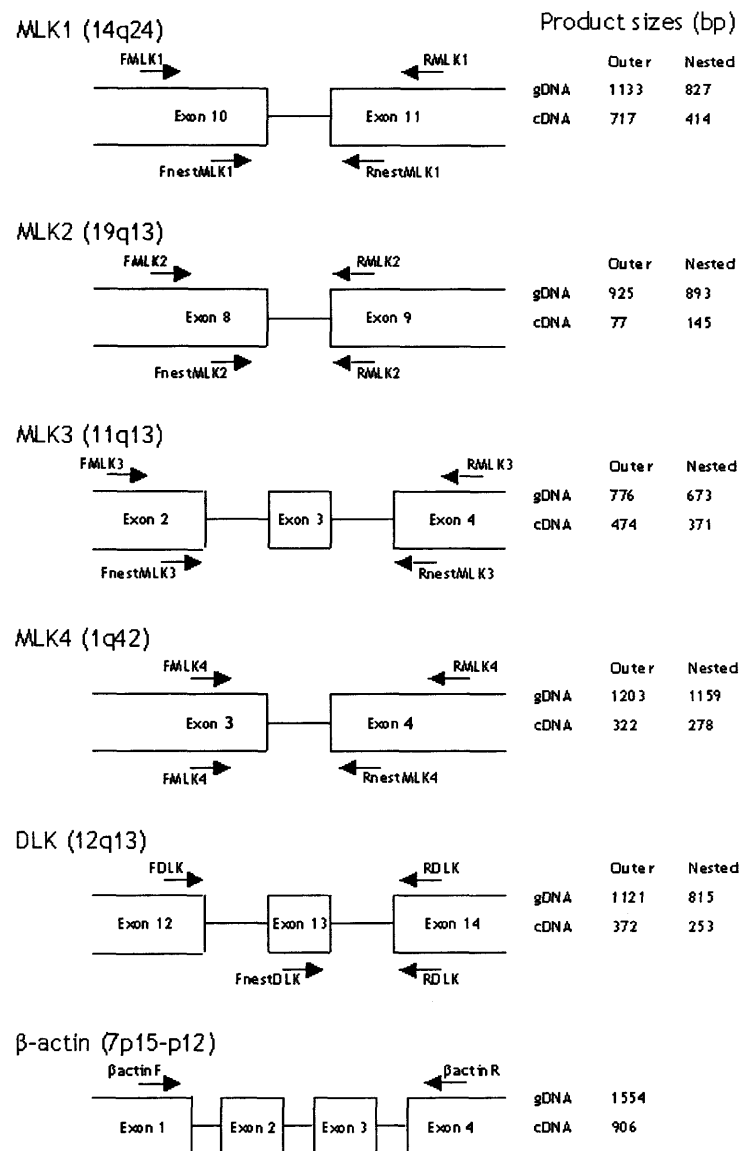 MLK1 (14q24) Product sizes (bp)
FMLK1 RMLK1 Outer Nested
gDNA 1133 827
Exon 10 Exon 11 cDNA 717 414
FnestMLK1 RnestMLK1
MLK2 (19q13)
FMLK2 RMLK2 Outer Nested
gDNA 925 893
Exon 8 Exon 9 cDNA 77 145
FnestMLK2 RMLK2
MLK3 (11q13)
FMLK3 RMLK3 Outer Nested
gDNA 776 673
Exon 2 Exon 3 Exon 4 cDNA 474 371
FnestMLK3 RnestMLK3
MLK4 (1q42)
FMLK4 RMLK4 Outer Nested
gDNA 1203 1159
Exon 3 Exon 4 cDNA 322 278
FMLK4 RnestMLK4
DLK (12q13)
FDLK RDLK Outer Nested
gDNA 1121 815
Exon 12 Exon 13 Exon 14 cDNA 372 253
FnestDLK RDLK
β-actin (7p15-p12)
βactinF βactinR
gDNA 1554
Exon 1 Exon 2 Exon 3 Exon 4 cDNA 906